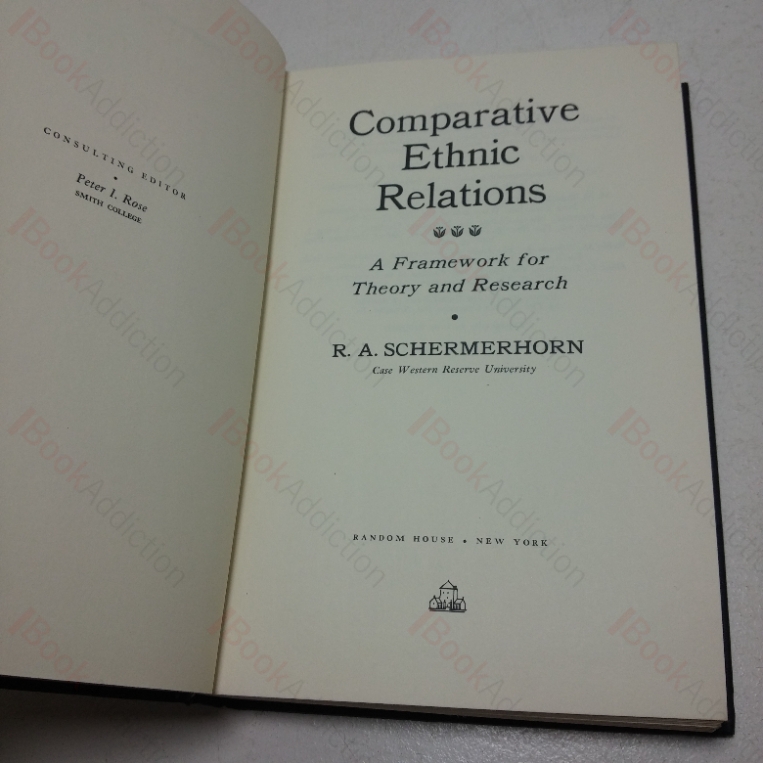 CONSULTING EDITOR
•
Peter I. Rose
SMITH COLLEGE
Comparative
Ethnic
Relations
A Framework for
Theory and Research
•
R. A. SCHERMERHORN
Case Western Reserve University
RANDOM HOUSE • NEW YORK
BookAddiction